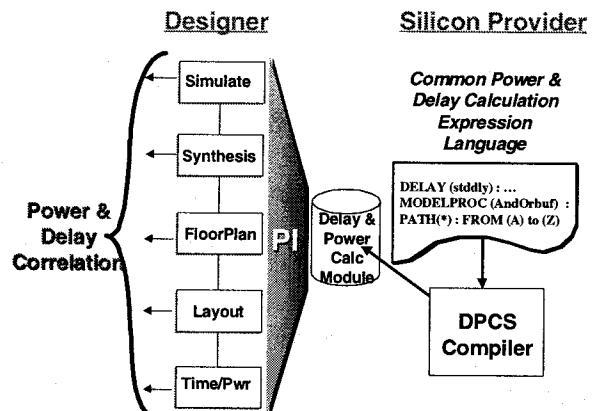 Designer
Silicon Provider
Simulate
Synthesis
FloorPlan
Layout
Time/Pwr
Power &
Delay
Correlation
PI
Delay &
Power
Calc
Module
Common Power &
Delay Calculation
Expression
Language
DELAY (stddly) : ...
MODELPROC (AndOrbuf) :
PATH(*) : FROM (A) to (Z)
DPCS
Compiler